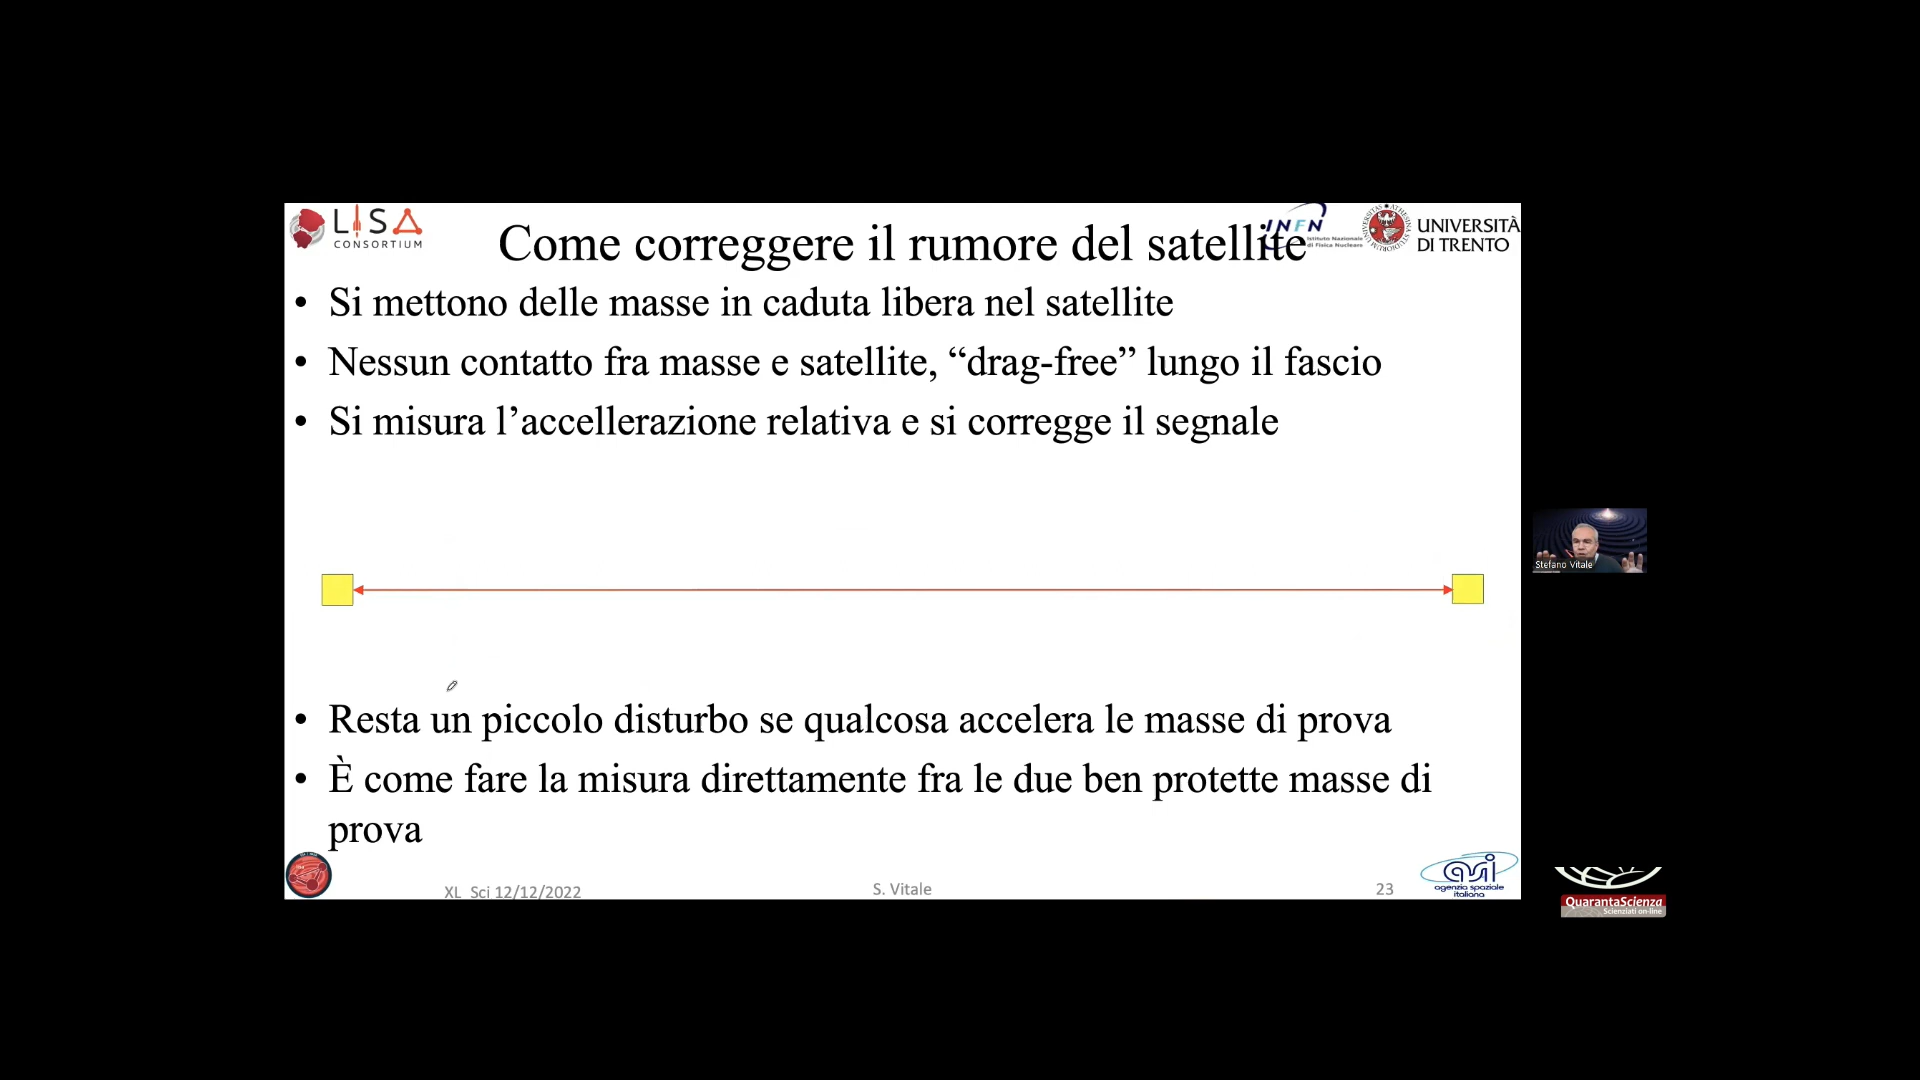 LISA
CONSORTIUM
Come correggere il rumore del satellite
INFN
Istituto Nazionale
di Fisica Nucleare
UNIVERSITÀ
DI TRENTO
• Si mettono delle masse in caduta libera nel satellite
• Nessun contatto fra masse e satellite, “drag-free” lungo il fascio
• Si misura l’accellerazione relativa e si corregge il segnale
Stefano Vitale
• Resta un piccolo disturbo se qualcosa accelera le masse di prova
• È come fare la misura direttamente fra le due ben protette masse di
prova
XL_Sci 12/12/2022
S. Vitale
23
asi
agenzia spaziale
italiana
QuarantaScienza
Scienziati on-line